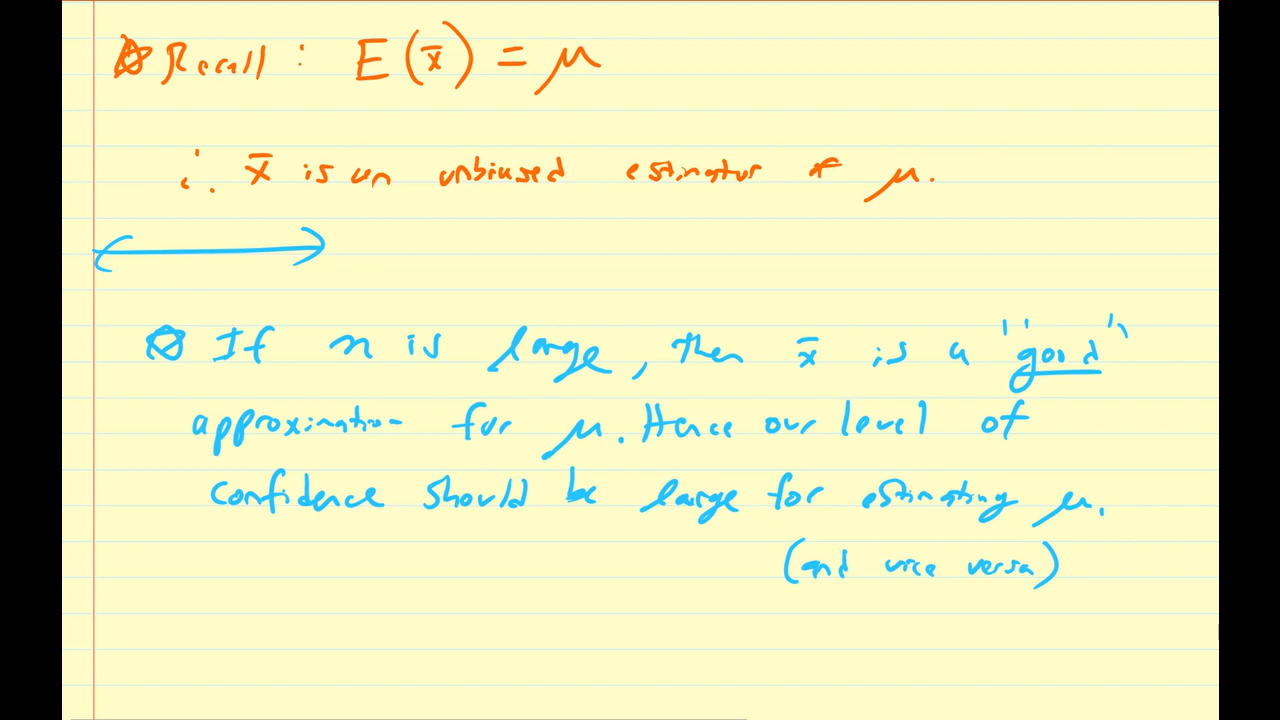 Recall: E(x̄) = μ
∴ x̄ is an unbiased estimator of μ.
If n is large, then x̄ is a "good"
approximation for μ. Hence our level of
confidence should be large for estimating μ.
(and vice versa)